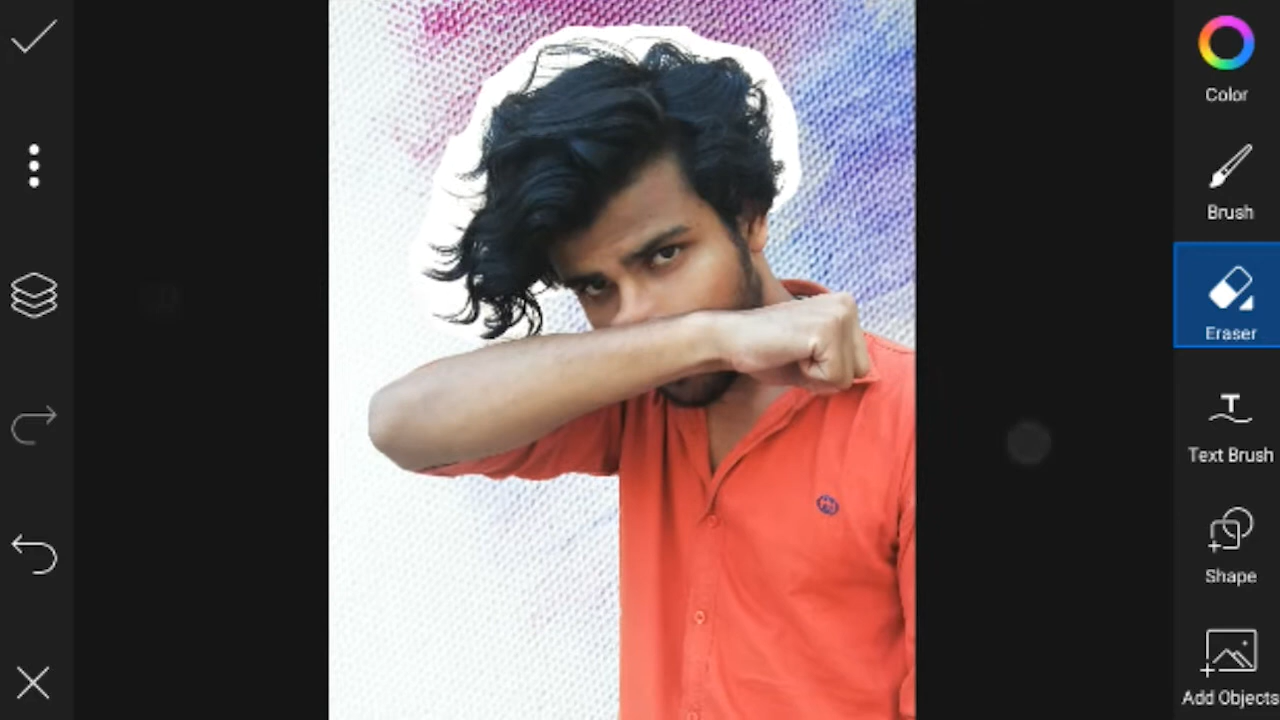 Color
Brush
Eraser
Text Brush
Shape
Add Objects